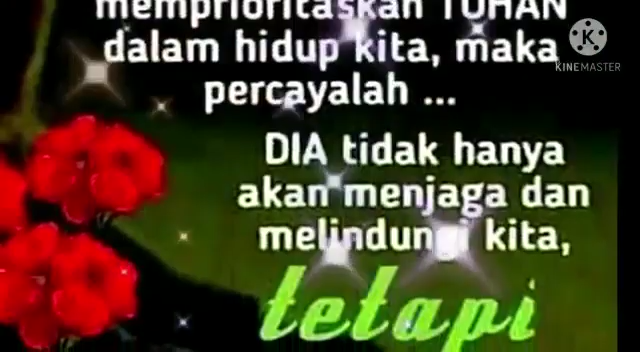 memprioritaskan TUHAN
dalam hidup kita, maka
percayalah ...
DIA tidak hanya
akan menjaga dan
melindungi kita,
tetapi
KINEMASTER